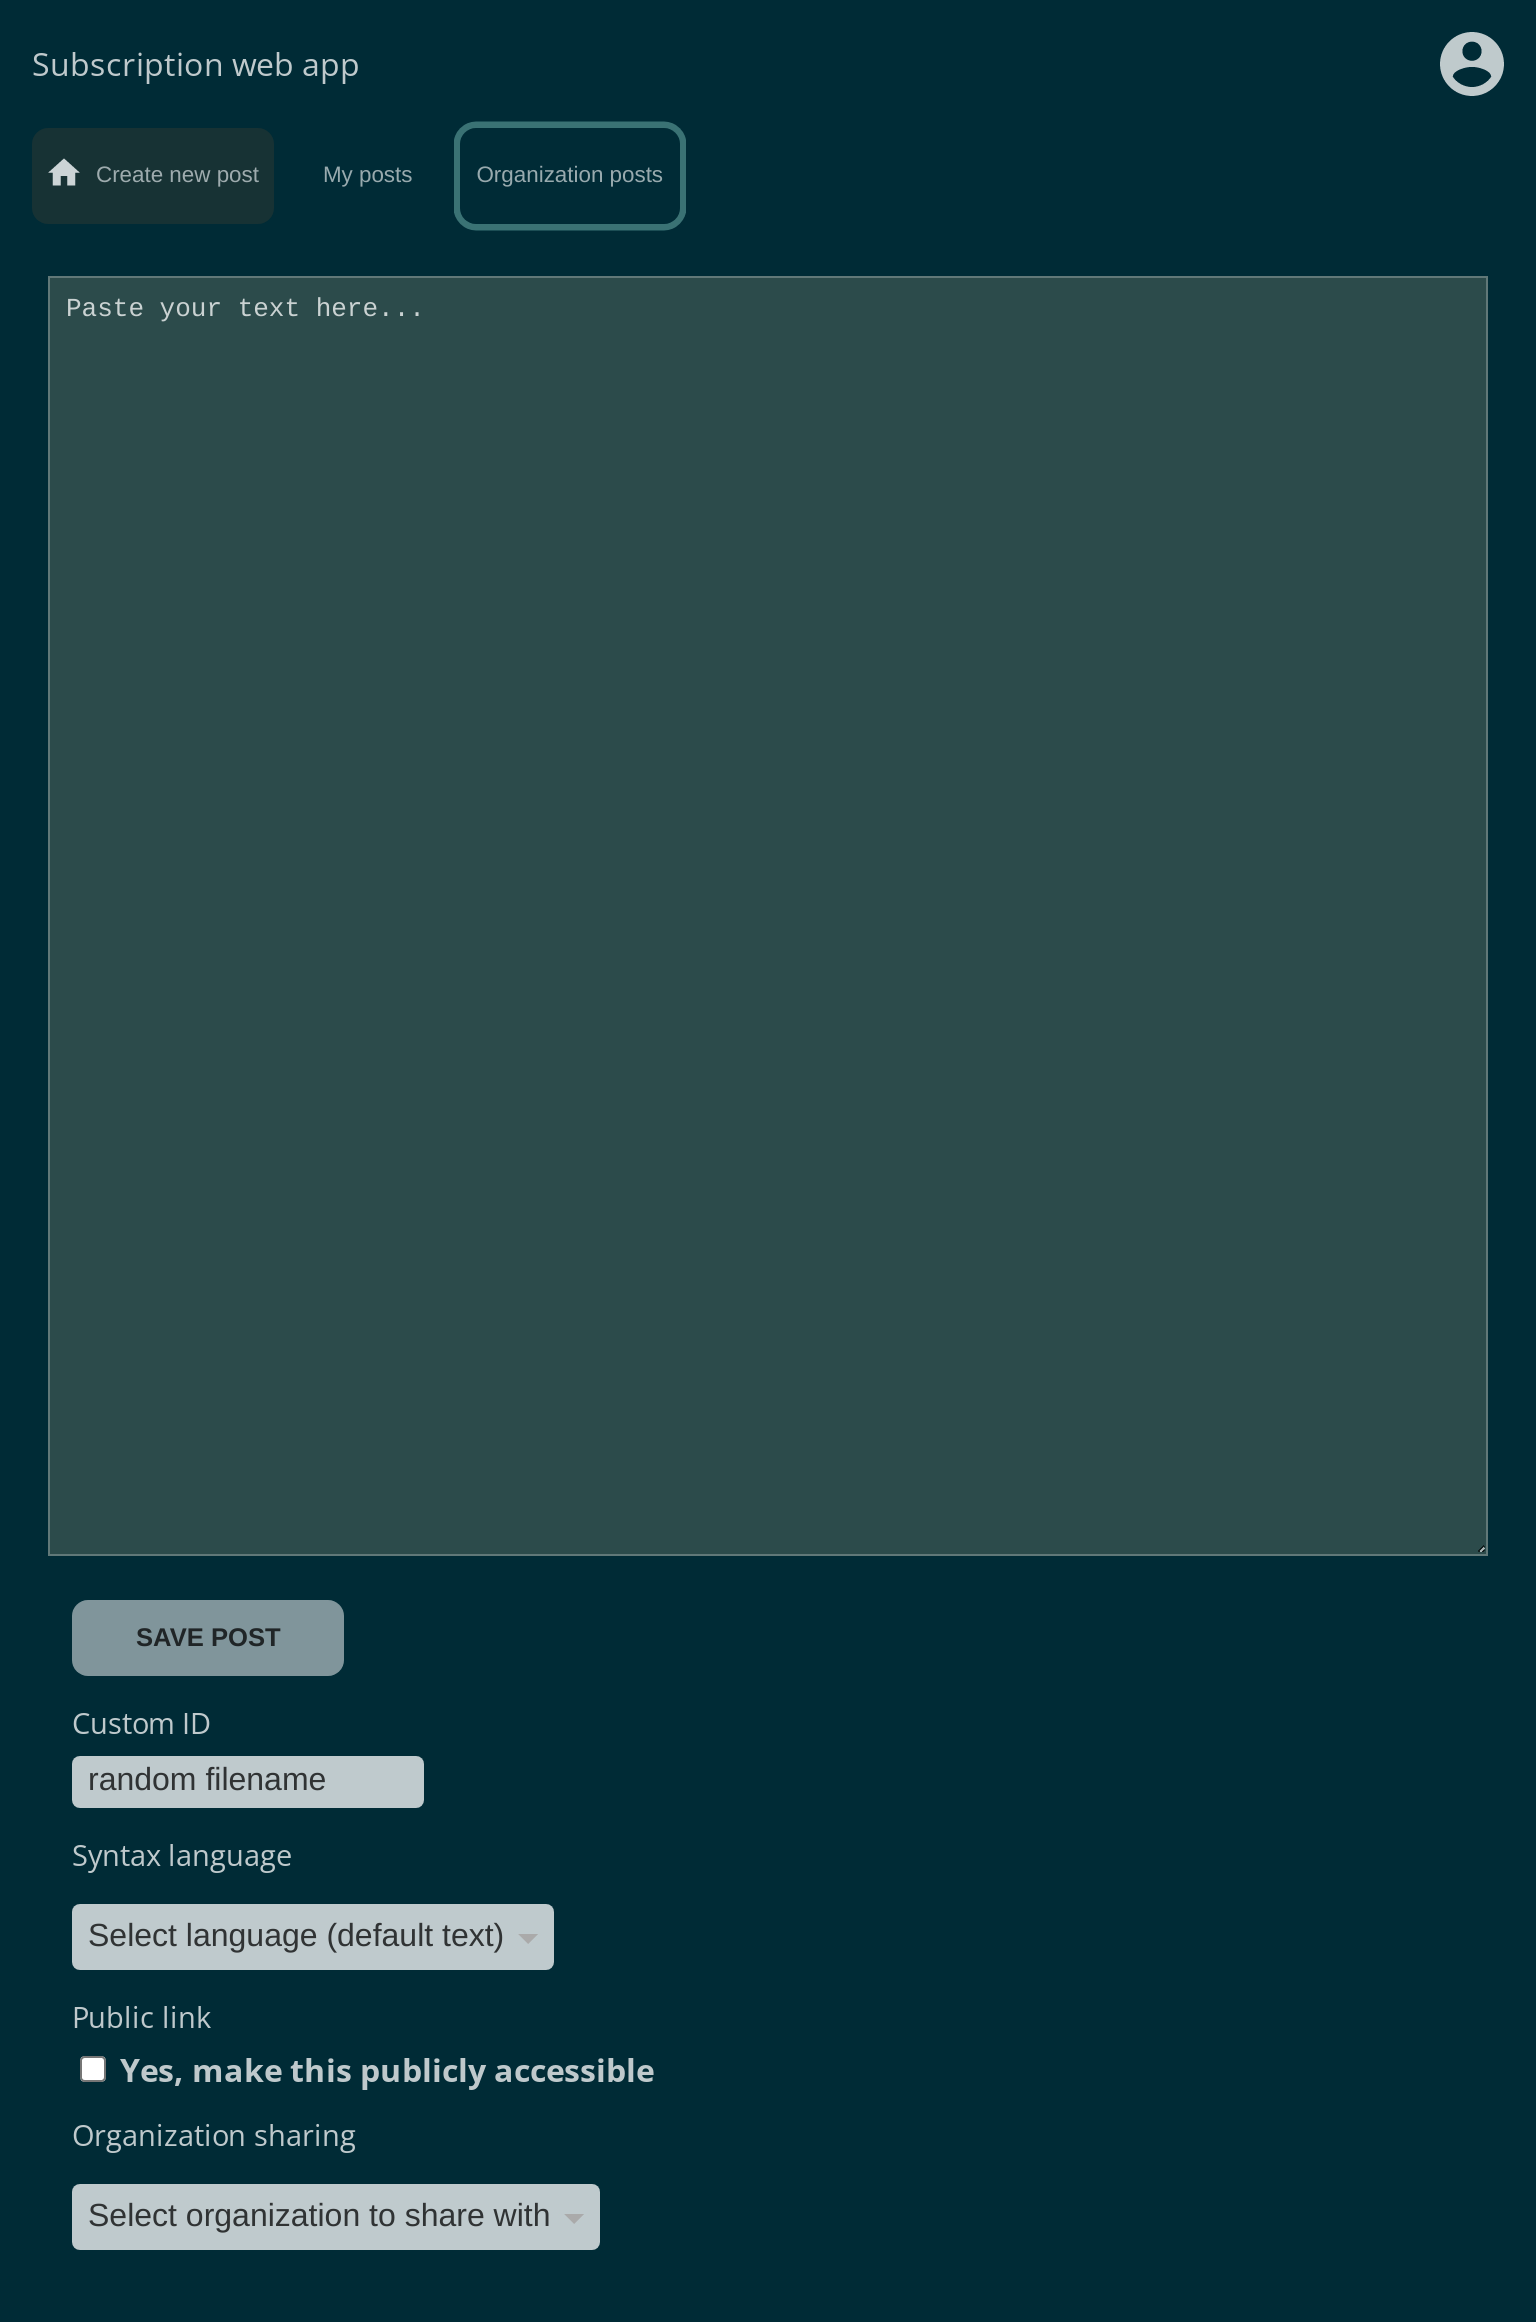 Subscription web app
Create new post
My posts
Organization posts
Paste your text here...
SAVE POST
Custom ID
random filename
Syntax language
Select language (default text)
Public link
Yes, make this publicly accessible
Organization sharing
Select organization to share with